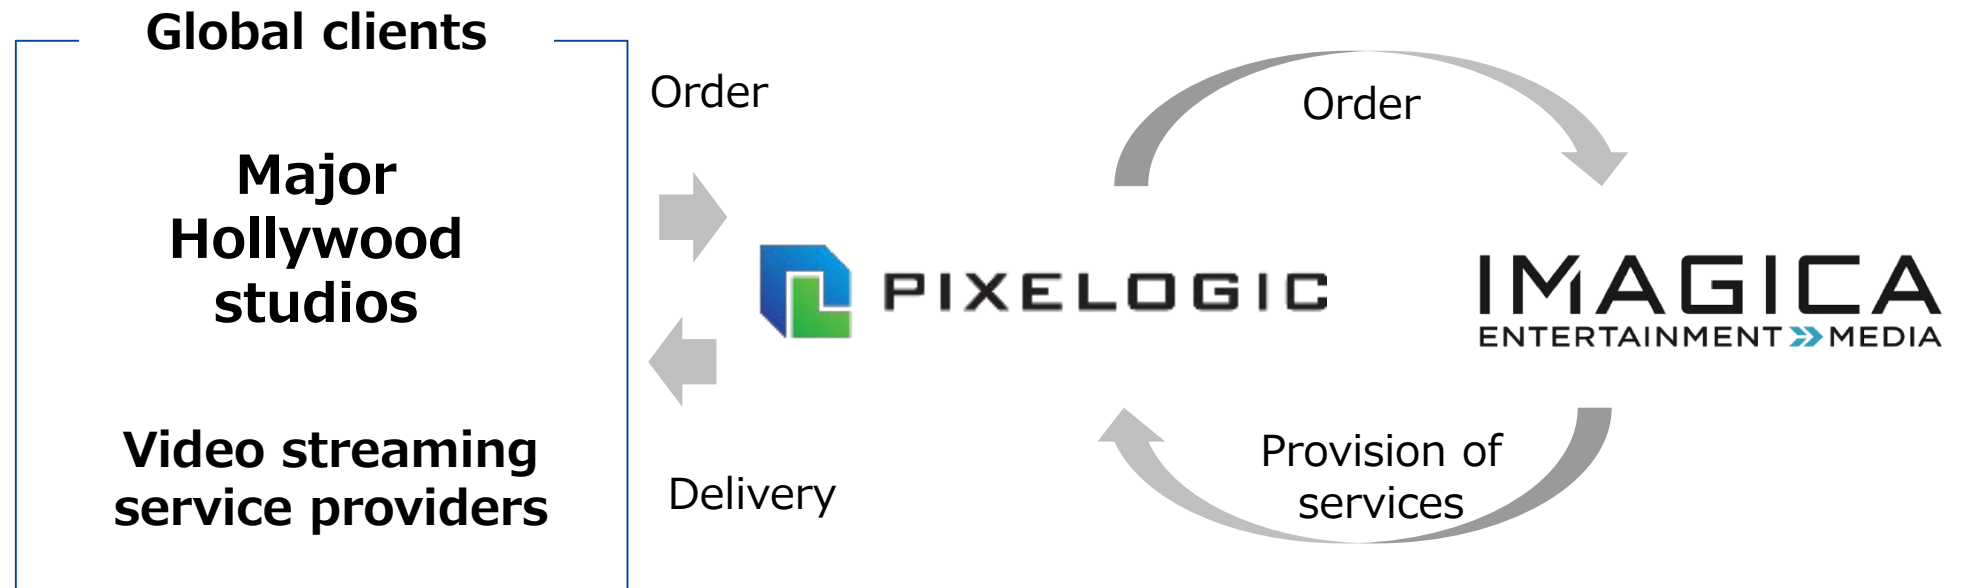 Global clients
Major
Hollywood
studios
Video streaming
service providers
Order
Delivery
PIXELOGIC
Order
Provision of
services
IMAGICA
ENTERTAINMENT MEDIA